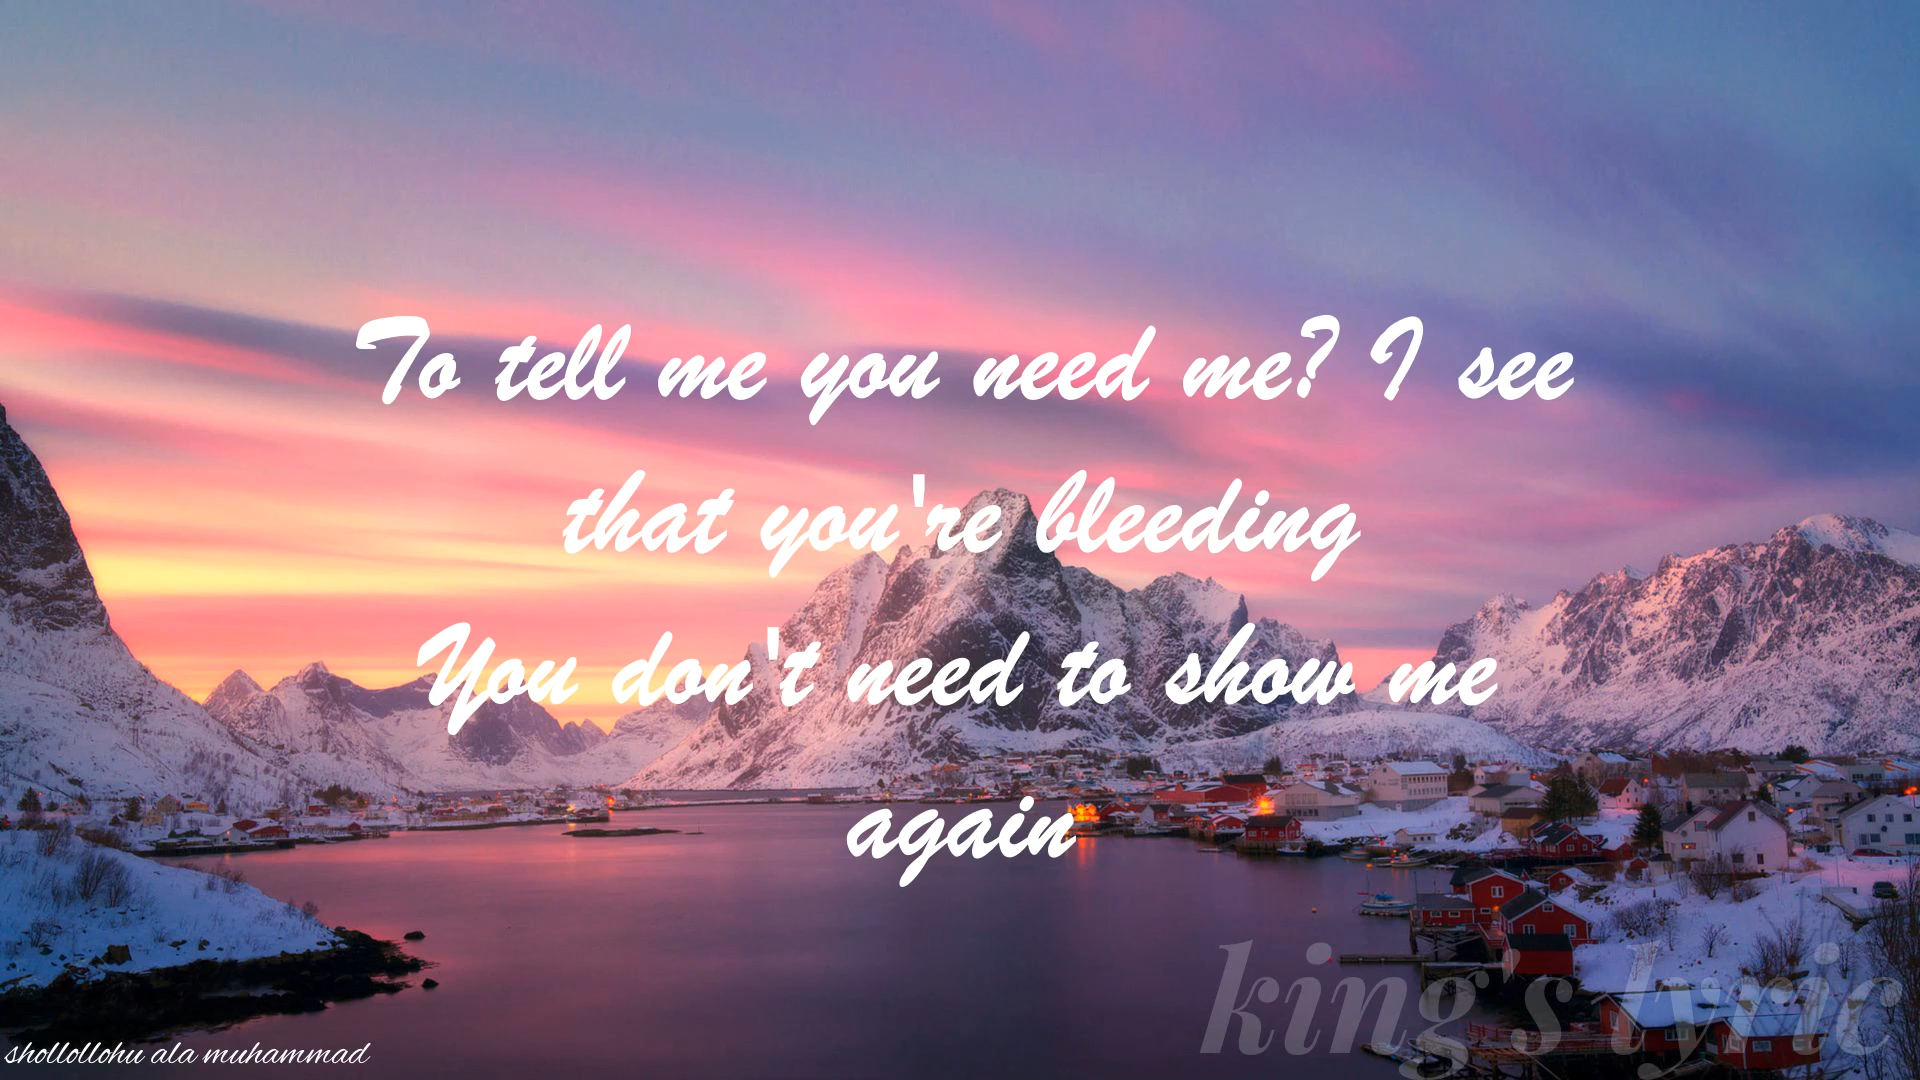 To tell me you need me? I see
that you're bleeding
You don't need to show me
again
king's lyric
shollollohu ala muhammad